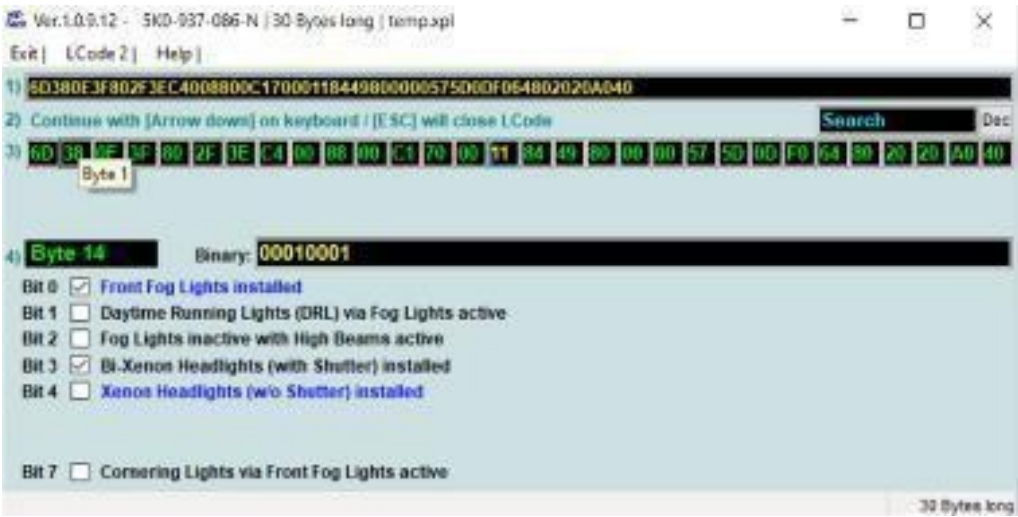 Ver.1.0.9.12 - 5K0-937-086-N | 30 Bytes long | temp.xpl
Exit | LCode 2 | Help |
1) 6D380E3F802F3EC4008800C17000118449800000575D0DF064802020A040
2) Continue with [Arrow down] on keyboard / [ESC] will close LCode Search Dec
3) 6D 38 0E 3F 80 2F 3E C4 00 88 00 C1 70 00 11 84 49 80 00 00 57 5D 0D F0 64 80 20 20 A0 40
Byte 1
4) Byte 14 Binary: 00010001
Bit 0 Front Fog Lights installed
Bit 1 Daytime Running Lights (DRL) via Fog Lights active
Bit 2 Fog Lights inactive with High Beams active
Bit 3 Bi-Xenon Headlights (with Shutter) installed
Bit 4 Xenon Headlights (w/o Shutter) installed
Bit 7 Cornering Lights via Front Fog Lights active
30 Bytes long